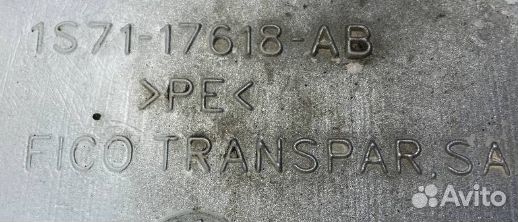 1S71-17618-AB
>PE<
FICO TRANSPAR, SA
Avito